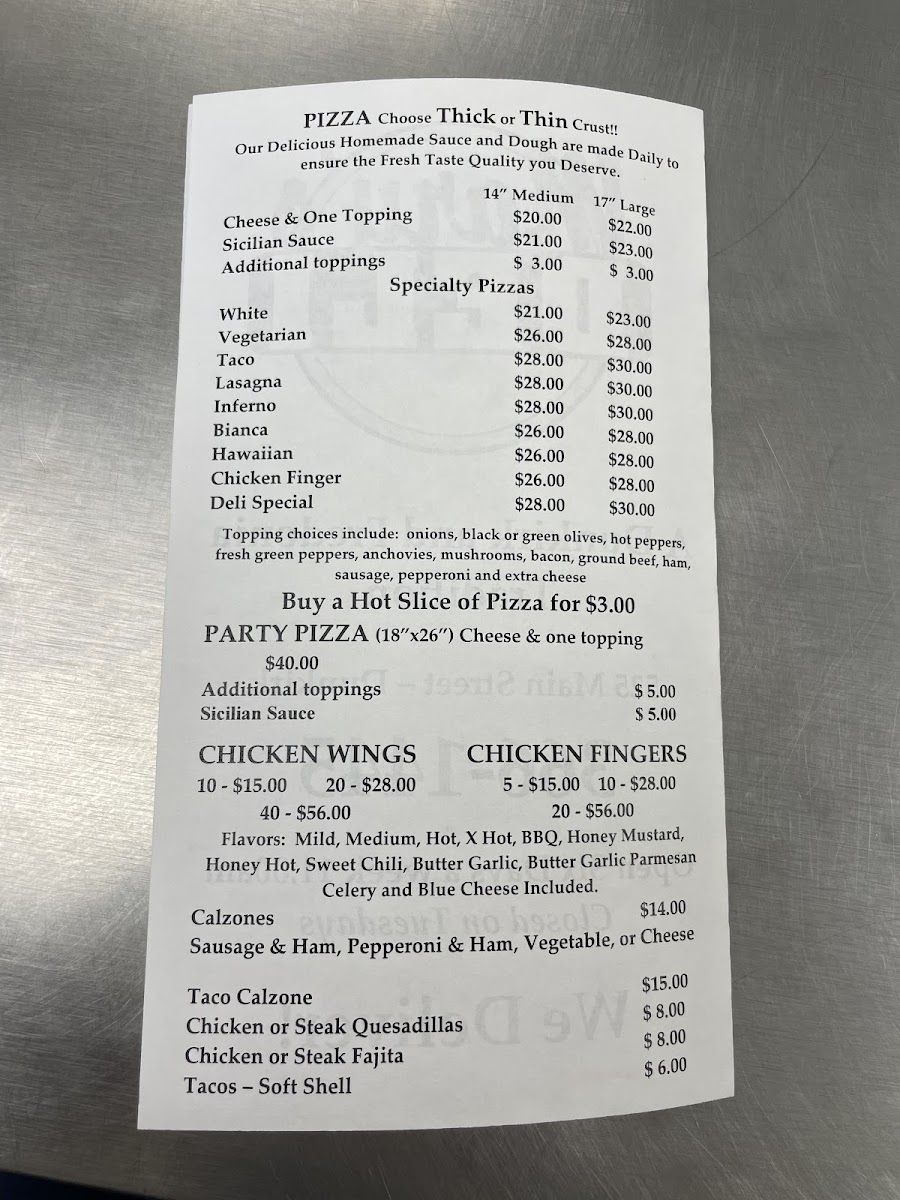 PIZZA Choose Thick or Thin Crust!!
Our Delicious Homemade Sauce and Dough are made Daily to
ensure the Fresh Taste Quality you Deserve.
14" Medium 17" Large
Cheese & One Topping $20.00 $22.00
Sicilian Sauce $21.00 $23.00
Additional toppings $ 3.00 $ 3.00
Specialty Pizzas
White $21.00 $23.00
Vegetarian $26.00 $28.00
Taco $28.00 $30.00
Lasagna $28.00 $30.00
Inferno $28.00 $30.00
Bianca $26.00 $28.00
Hawaiian $26.00 $28.00
Chicken Finger $26.00 $28.00
Deli Special $28.00 $30.00
Topping choices include: onions, black or green olives, hot peppers,
fresh green peppers, anchovies, mushrooms, bacon, ground beef, ham,
sausage, pepperoni and extra cheese
Buy a Hot Slice of Pizza for $3.00
PARTY PIZZA (18"x26") Cheese & one topping
$40.00
Additional toppings $ 5.00
Sicilian Sauce $ 5.00
CHICKEN WINGS CHICKEN FINGERS
10 - $15.00 20 - $28.00 5 - $15.00 10 - $28.00
40 - $56.00 20 - $56.00
Flavors: Mild, Medium, Hot, X Hot, BBQ, Honey Mustard,
Honey Hot, Sweet Chili, Butter Garlic, Butter Garlic Parmesan
Celery and Blue Cheese Included.
Calzones $14.00
Sausage & Ham, Pepperoni & Ham, Vegetable, or Cheese
Taco Calzone $15.00
Chicken or Steak Quesadillas $ 8.00
Chicken or Steak Fajita $ 8.00
Tacos – Soft Shell $ 6.00